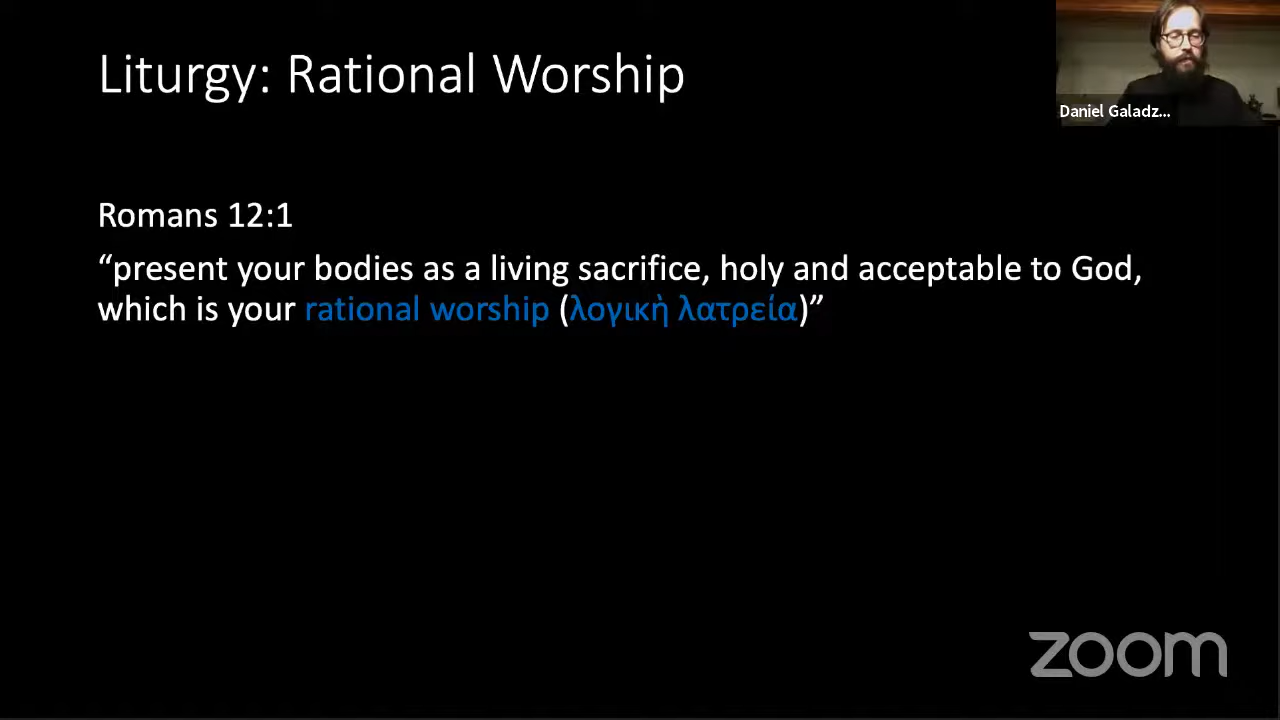 Liturgy: Rational Worship
Daniel Galadz...
Romans 12:1
“present your bodies as a living sacrifice, holy and acceptable to God,
which is your rational worship (λογικὴ λατρεία)”
zoom